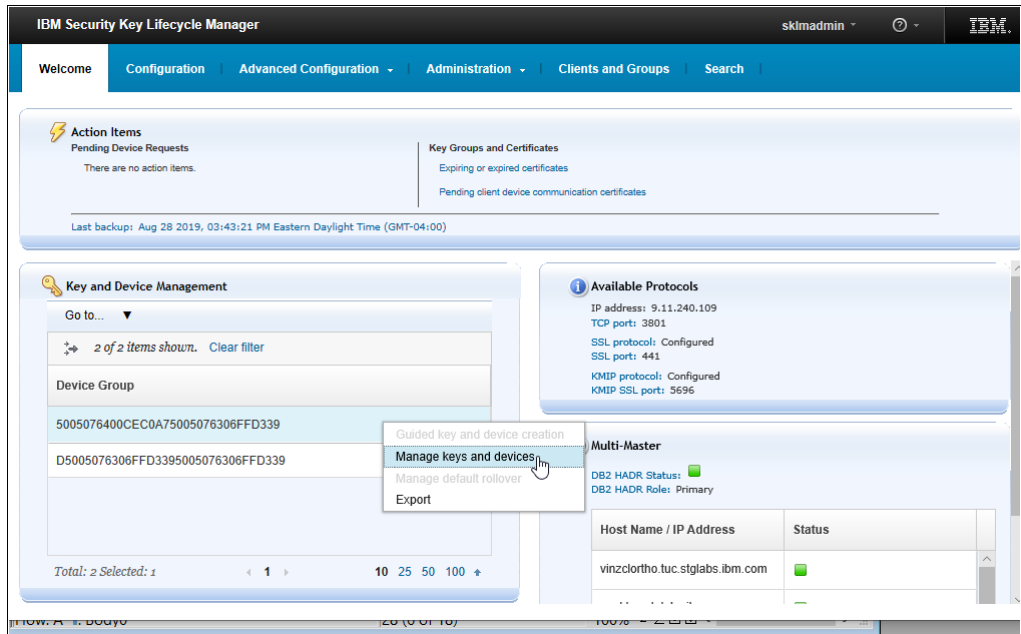 IBM Security Key Lifecycle Manager
sklmadmin
IBM.
Welcome
Configuration
Advanced Configuration
Administration
Clients and Groups
Search
Action Items
Pending Device Requests
There are no action items.
Key Groups and Certificates
Expiring or expired certificates
Pending client device communication certificates
Last backup: Aug 28 2019, 03:43:21 PM Eastern Daylight Time (GMT-04:00)
Key and Device Management
Go to...
2 of 2 items shown. Clear filter
Device Group
5005076400CEC0A75005076306FFD339
D5005076306FFD3395005076306FFD339
Guided key and device creation
Manage keys and devices
Manage default rollover
Export
Total: 2 Selected: 1
1
10 25 50 100
Available Protocols
IP address: 9.11.240.109
TCP port: 3801
SSL protocol: Configured
SSL port: 441
KMIP protocol: Configured
KMIP SSL port: 5696
Multi-Master
DB2 HADR Status:
DB2 HADR Role: Primary
Host Name / IP Address
Status
vinzclortho.tuc.stglabs.ibm.com